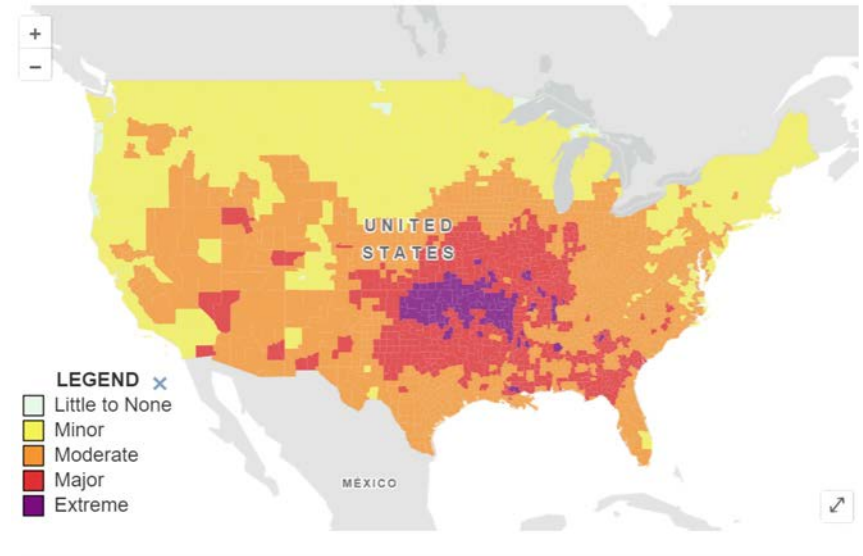 +
−
UNITED
STATES
LEGEND ×
Little to None
Minor
Moderate
Major
Extreme
MÉXICO